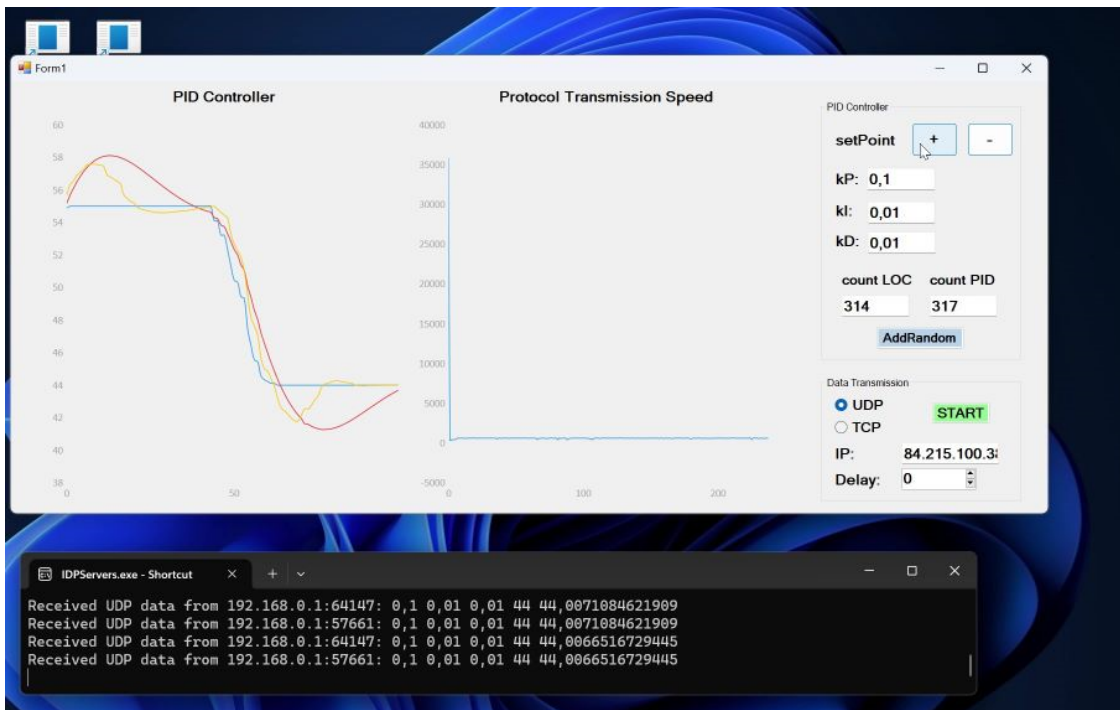 Form1
PID Controller
60
58
56
54
52
50
48
46
44
42
40
38
0
50
Protocol Transmission Speed
40000
35000
30000
25000
20000
15000
10000
5000
0
-5000
0
100
200
PID Controller
setPoint + -
kP: 0,1
kI: 0,01
kD: 0,01
count LOC count PID
314 317
AddRandom
Data Transmission
UDP
START
TCP
IP: 84.215.100.38
Delay: 0
IDPServers.exe - Shortcut
Received UDP data from 192.168.0.1:64147: 0,1 0,01 0,01 44 44,0071084621909
Received UDP data from 192.168.0.1:57661: 0,1 0,01 0,01 44 44,0071084621909
Received UDP data from 192.168.0.1:64147: 0,1 0,01 0,01 44 44,0066516729445
Received UDP data from 192.168.0.1:57661: 0,1 0,01 0,01 44 44,0066516729445